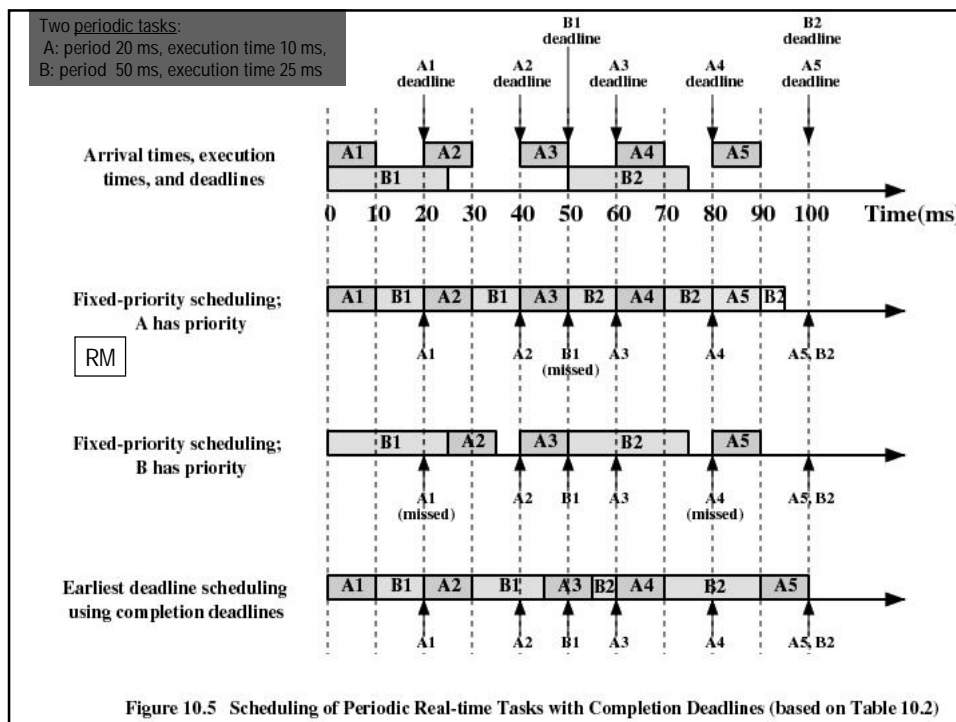 Two periodic tasks:
A: period 20 ms, execution time 10 ms,
B: period 50 ms, execution time 25 ms
B1
deadline
B2
deadline
A1
deadline
A2
deadline
A3
deadline
A4
deadline
A5
deadline
Arrival times, execution
times, and deadlines
A1 A2 A3 A4 A5
B1 B2
0 10 20 30 40 50 60 70 80 90 100 Time(ms)
Fixed-priority scheduling;
A has priority
RM
A1 B1 A2 B1 A3 B2 A4 B2 A5 B2
A1 A2 B1 A3 A4 A5, B2
(missed)
Fixed-priority scheduling;
B has priority
B1 A2 A3 B2 A5
A1 A2 B1 A3 A4 A5, B2
(missed) (missed)
Earliest deadline scheduling
using completion deadlines
A1 B1 A2 B1 A3 B2 A4 B2 A5
A1 A2 B1 A3 A4 A5, B2
Figure 10.5 Scheduling of Periodic Real-time Tasks with Completion Deadlines (based on Table 10.2)